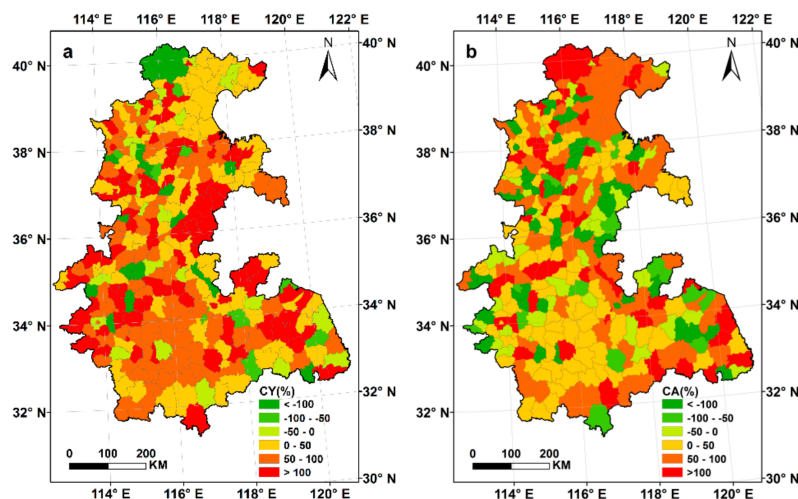 114° E 116° E 118° E 120° E 122° E
a
N
40° N
40° N
38° N
38° N
36° N
36° N
34° N
34° N
32° N
32° N
30° N
CY(%)
< -100
-100 - -50
-50 - 0
0 - 50
50 - 100
> 100
0 100 200
KM
114° E 116° E 118° E 120° E
114° E 116° E 118° E 120° E 122° E
b
N
40° N
40° N
38° N
38° N
36° N
36° N
34° N
34° N
32° N
32° N
30° N
CA(%)
< -100
-100 - -50
-50 - 0
0 - 50
50 - 100
>100
0 100 200
KM
114° E 116° E 118° E 120° E